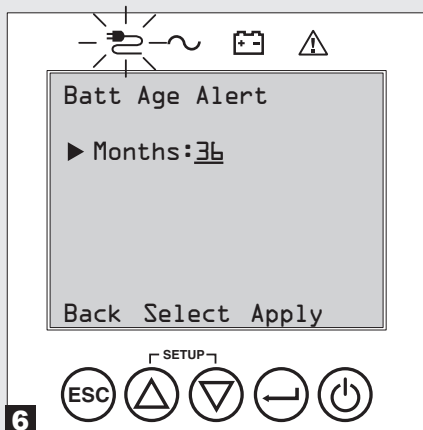 Batt Age Alert
▶ Months:36
Back Select Apply
SETUP
ESC
6